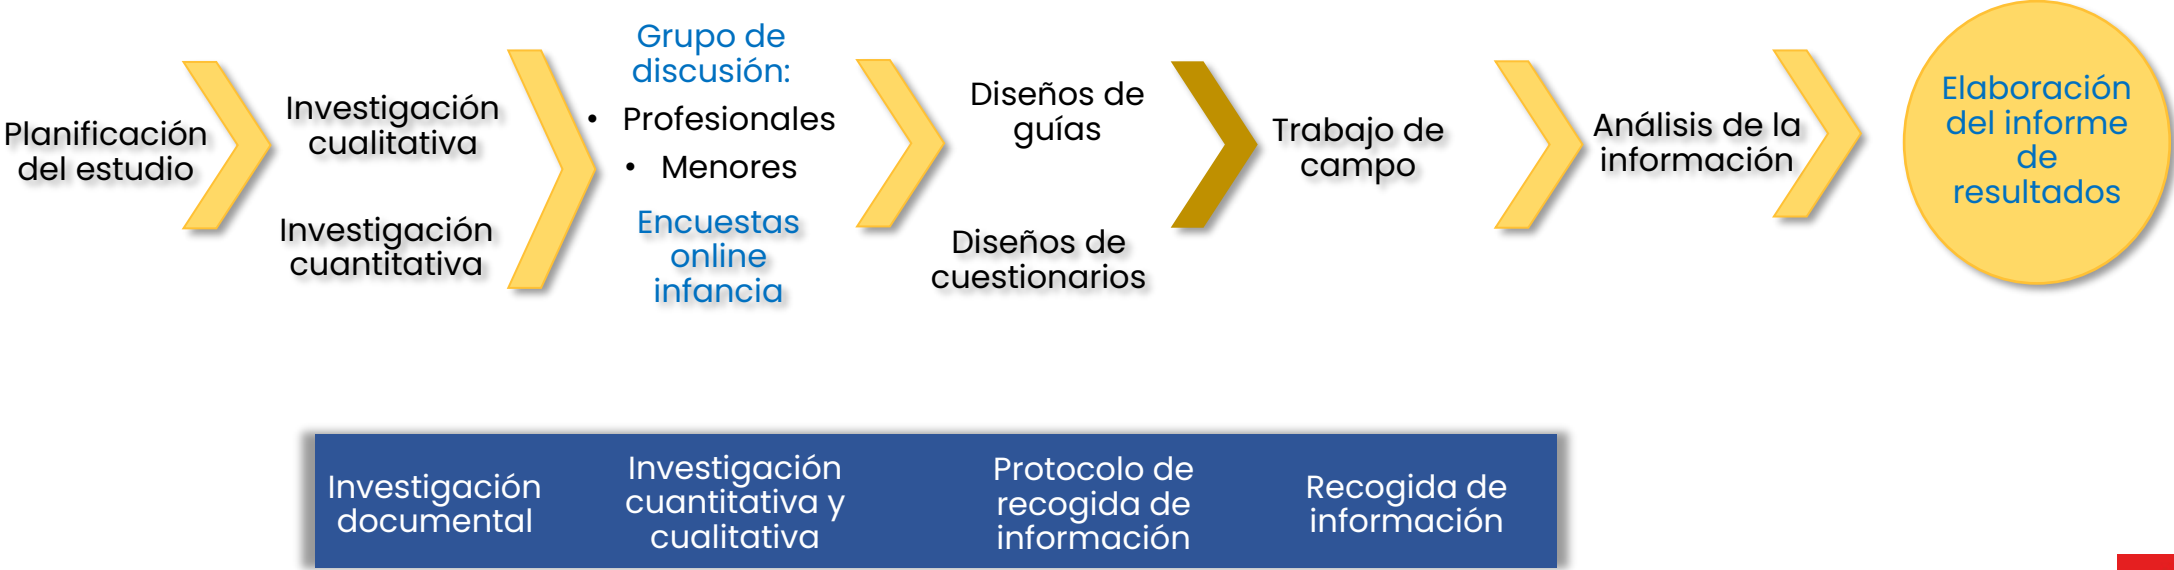 Planificación
del estudio
Investigación
cualitativa
Investigación
cuantitativa
Grupo de
discusión:
• Profesionales
• Menores
Encuestas
online
infancia
Diseños de
guías
Diseños de
cuestionarios
Trabajo de
campo
Análisis de la
información
Elaboración
del informe
de
resultados
Investigación
documental
Investigación
cuantitativa y
cualitativa
Protocolo de
recogida de
información
Recogida de
información